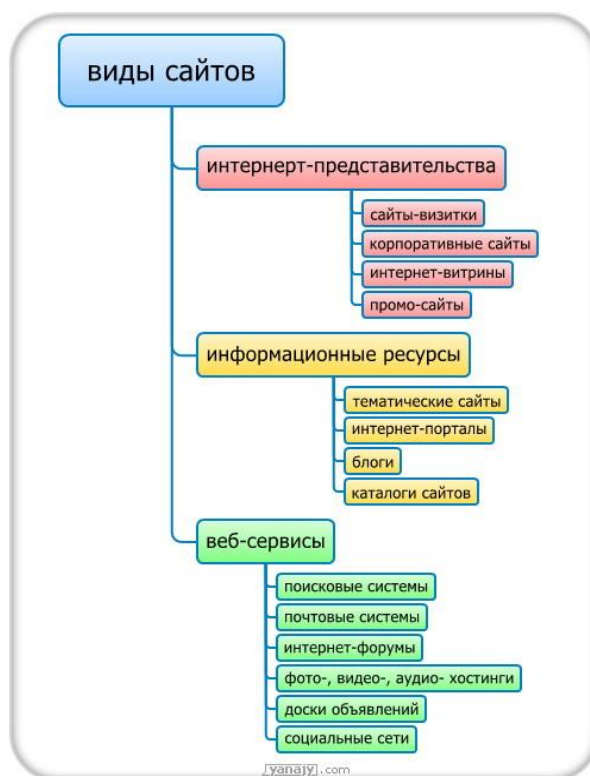 виды сайтов
интернерт-представительства
сайты-визитки
корпоративные сайты
интернет-витрины
промо-сайты
информационные ресурсы
тематические сайты
интернет-порталы
блоги
каталоги сайтов
веб-сервисы
поисковые системы
почтовые системы
интернет-форумы
фото-, видео-, аудио- хостинги
доски объявлений
социальные сети
yanajy.com